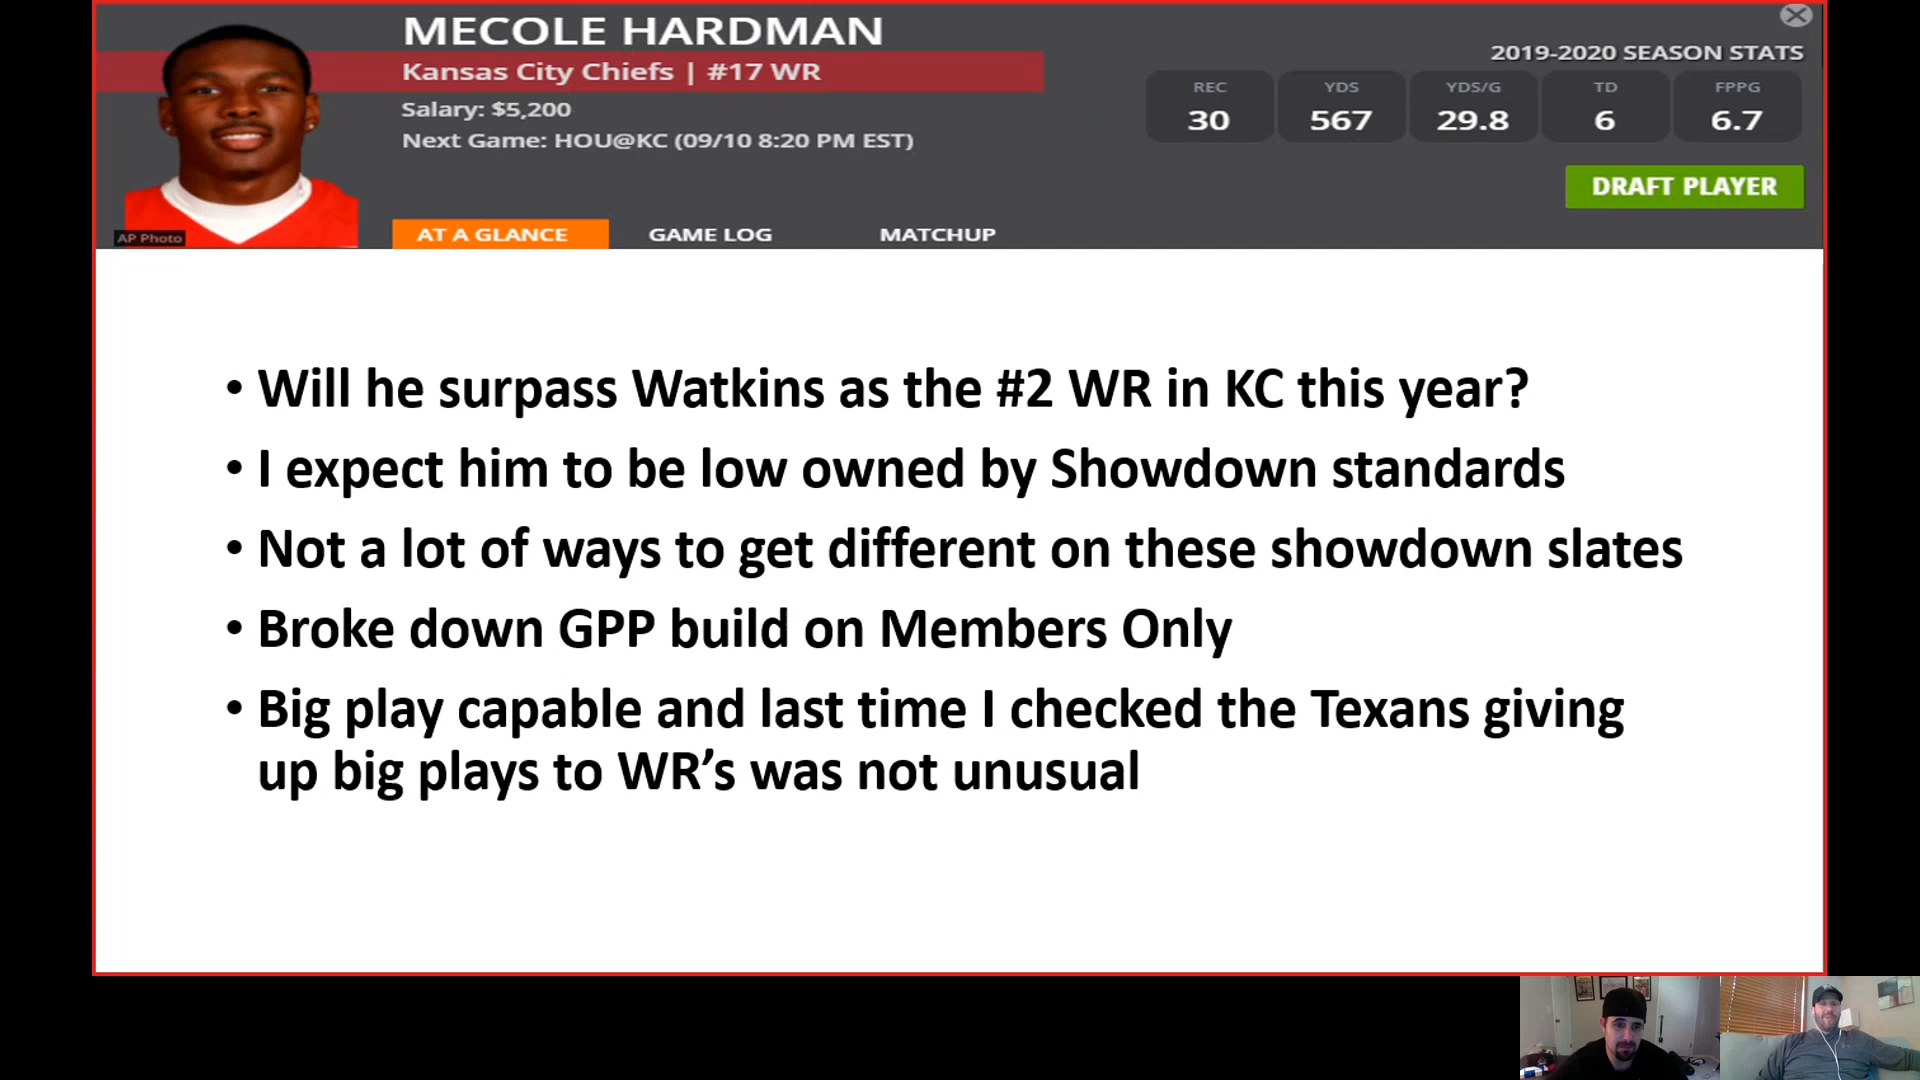 MECOLE HARDMAN
Kansas City Chiefs | #17 WR
Salary: $5,200
Next Game: HOU@KC (09/10 8:20 PM EST)
2019-2020 SEASON STATS
REC YDS YDS/G TD FPPG
30 567 29.8 6 6.7
DRAFT PLAYER
AP Photo
AT A GLANCE GAME LOG MATCHUP
• Will he surpass Watkins as the #2 WR in KC this year?
• I expect him to be low owned by Showdown standards
• Not a lot of ways to get different on these showdown slates
• Broke down GPP build on Members Only
• Big play capable and last time I checked the Texans giving
up big plays to WR’s was not unusual